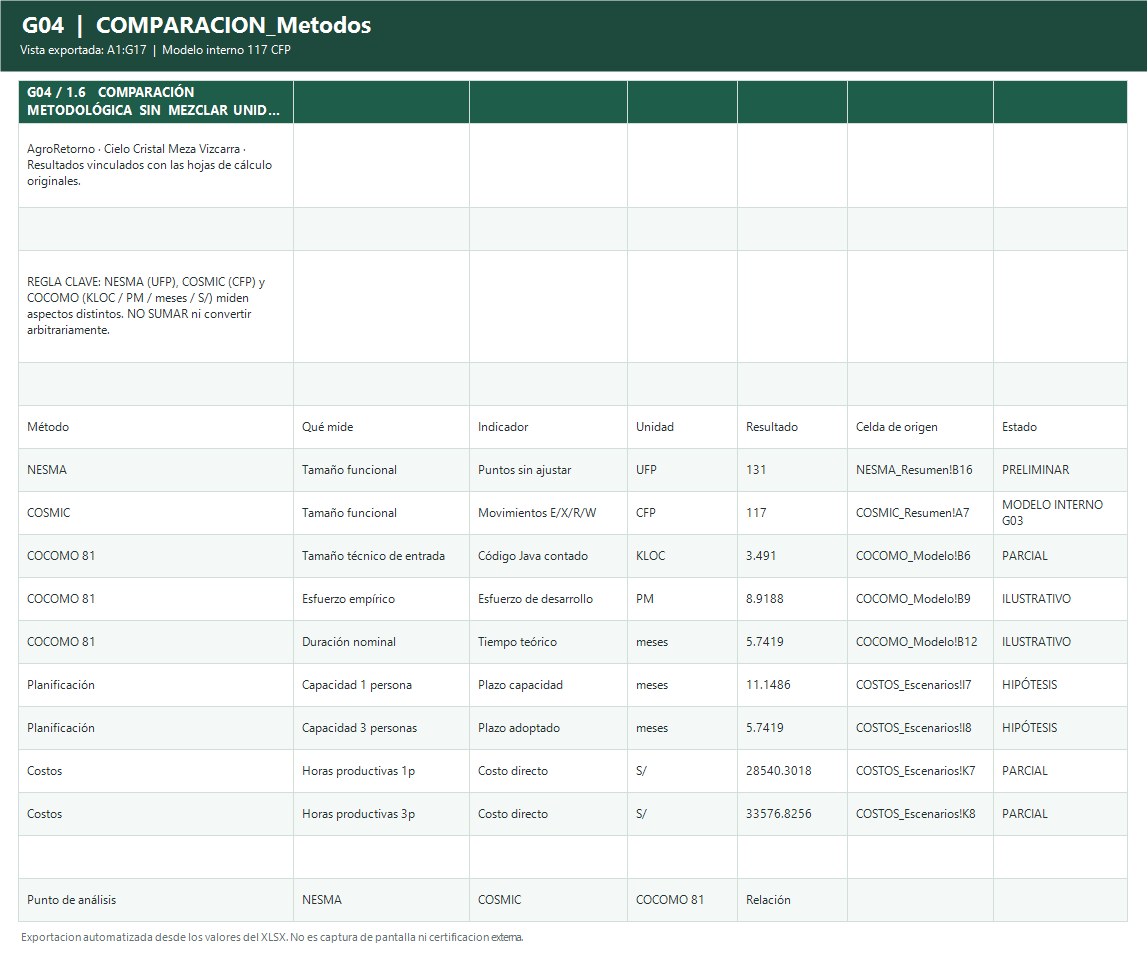 G04 | COMPARACION_Metodos
Vista exportada: A1:G17 | Modelo interno 117 CFP
G04 / 1.6 COMPARACIÓN
METODOLÓGICA SIN MEZCLAR UNID...
AgroRetorno · Cielo Cristal Meza Vizcarra ·
Resultados vinculados con las hojas de cálculo
originales.
REGLA CLAVE: NESMA (UFP), COSMIC (CFP) y
COCOMO (KLOC / PM / meses / S/) miden
aspectos distintos. NO SUMAR ni convertir
arbitrariamente.
Método Qué mide Indicador Unidad Resultado Celda de origen Estado
NESMA Tamaño funcional Puntos sin ajustar UFP 131 NESMA_Resumen!B16 PRELIMINAR
COSMIC Tamaño funcional Movimientos E/X/R/W CFP 117 COSMIC_Resumen!A7 MODELO INTERNO
G03
COCOMO 81 Tamaño técnico de entrada Código Java contado KLOC 3.491 COCOMO_Modelo!B6 PARCIAL
COCOMO 81 Esfuerzo empírico Esfuerzo de desarrollo PM 8.9188 COCOMO_Modelo!B9 ILUSTRATIVO
COCOMO 81 Duración nominal Tiempo teórico meses 5.7419 COCOMO_Modelo!B12 ILUSTRATIVO
Planificación Capacidad 1 persona Plazo capacidad meses 11.1486 COSTOS_Escenarios!I7 HIPÓTESIS
Planificación Capacidad 3 personas Plazo adoptado meses 5.7419 COSTOS_Escenarios!I8 HIPÓTESIS
Costos Horas productivas 1p Costo directo S/ 28540.3018 COSTOS_Escenarios!K7 PARCIAL
Costos Horas productivas 3p Costo directo S/ 33576.8256 COSTOS_Escenarios!K8 PARCIAL
Punto de análisis NESMA COSMIC COCOMO 81 Relación
Exportacion automatizada desde los valores del XLSX. No es captura de pantalla ni certificacion externa.